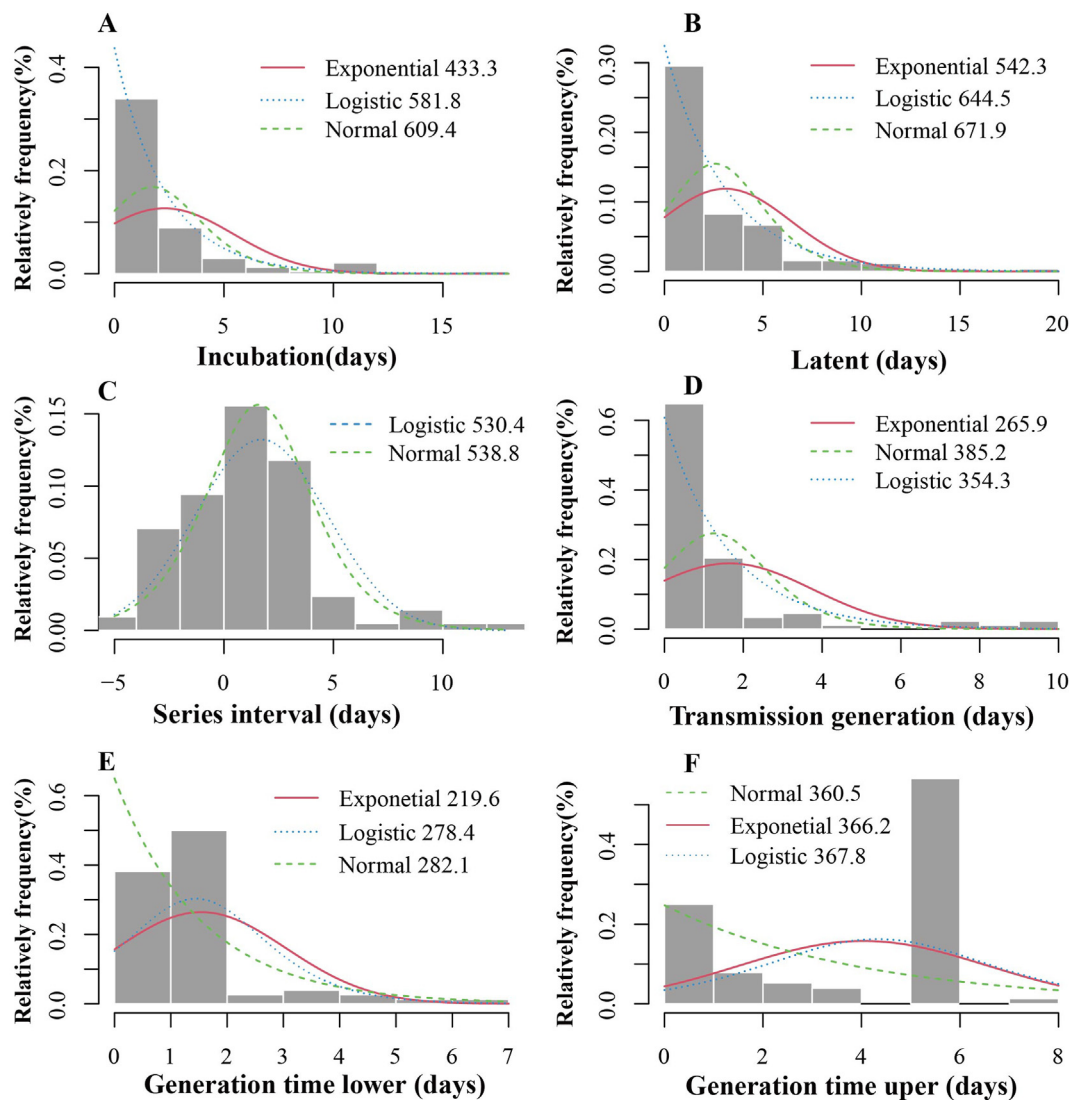 A
Relatively frequency(%)
0.4
0.2
0.0
Exponential 433.3
Logistic 581.8
Normal 609.4
0 5 10 15
Incubation(days)
B
Relatively frequency(%)
0.30
0.20
0.10
0.00
Exponential 542.3
Logistic 644.5
Normal 671.9
0 5 10 15 20
Latent (days)
C
Relatively frequency(%)
0.15
0.10
0.05
0.00
Logistic 530.4
Normal 538.8
−5 0 5 10
Series interval (days)
D
Relatively frequency(%)
0.6
0.4
0.2
0.0
Exponential 265.9
Normal 385.2
Logistic 354.3
0 2 4 6 8 10
Transmission generation (days)
E
Relatively frequency(%)
0.6
0.4
0.2
0.0
Exponetial 219.6
Logistic 278.4
Normal 282.1
0 1 2 3 4 5 6 7
Generation time lower (days)
F
Relatively frequency(%)
0.4
0.2
0.0
Normal 360.5
Exponetial 366.2
Logistic 367.8
0 2 4 6 8
Generation time uper (days)